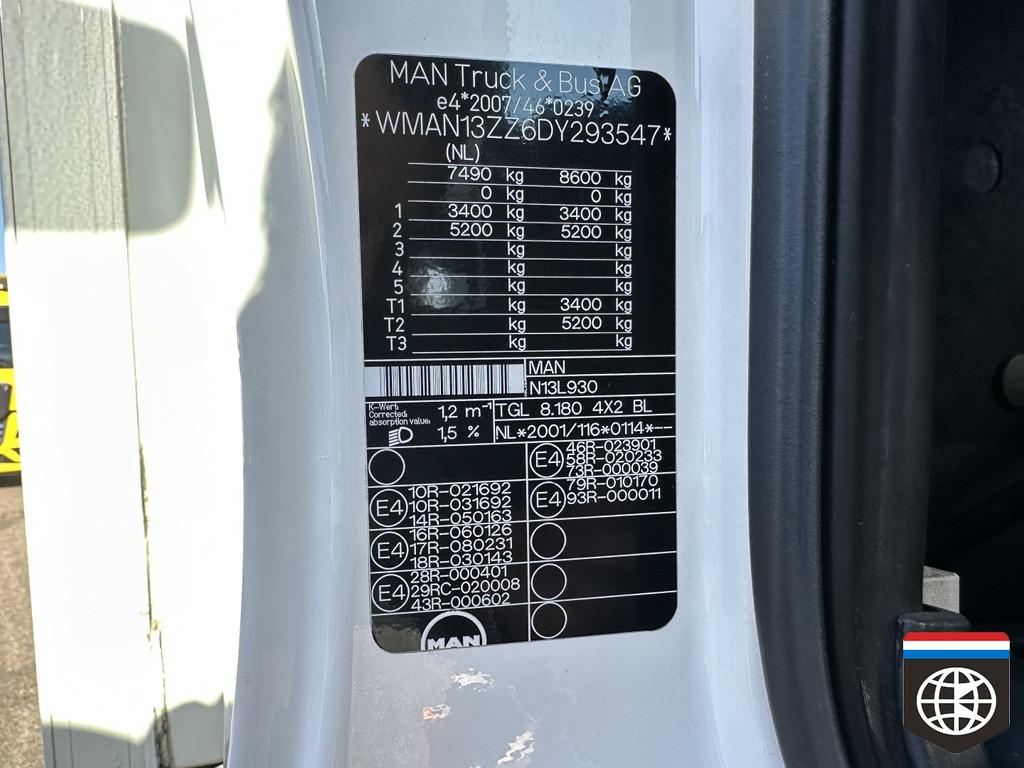 MAN Truck & Bus AG
e4*2007/46*0239
*WMAN13ZZ6DY293547*
(NL)
7490 kg 8600 kg
0 kg 0 kg
1 3400 kg 3400 kg
2 5200 kg 5200 kg
3 kg kg
4 kg kg
5 kg kg
T1 kg 3400 kg
T2 kg 5200 kg
T3 kg kg
MAN
N13L930
K-Wert,
Corrected,
absorption value:
1,2 m⁻¹
1,5 %
TGL 8.180 4X2 BL
NL*2001/116*0114*--
E4
10R-021692
10R-031692
14R-050163
E4
16R-060126
17R-080231
18R-030143
E4
28R-000401
29RC-020008
43R-000602
MAN
E4
46R-023901
58R-020233
73R-000039
E4
79R-010170
93R-000011